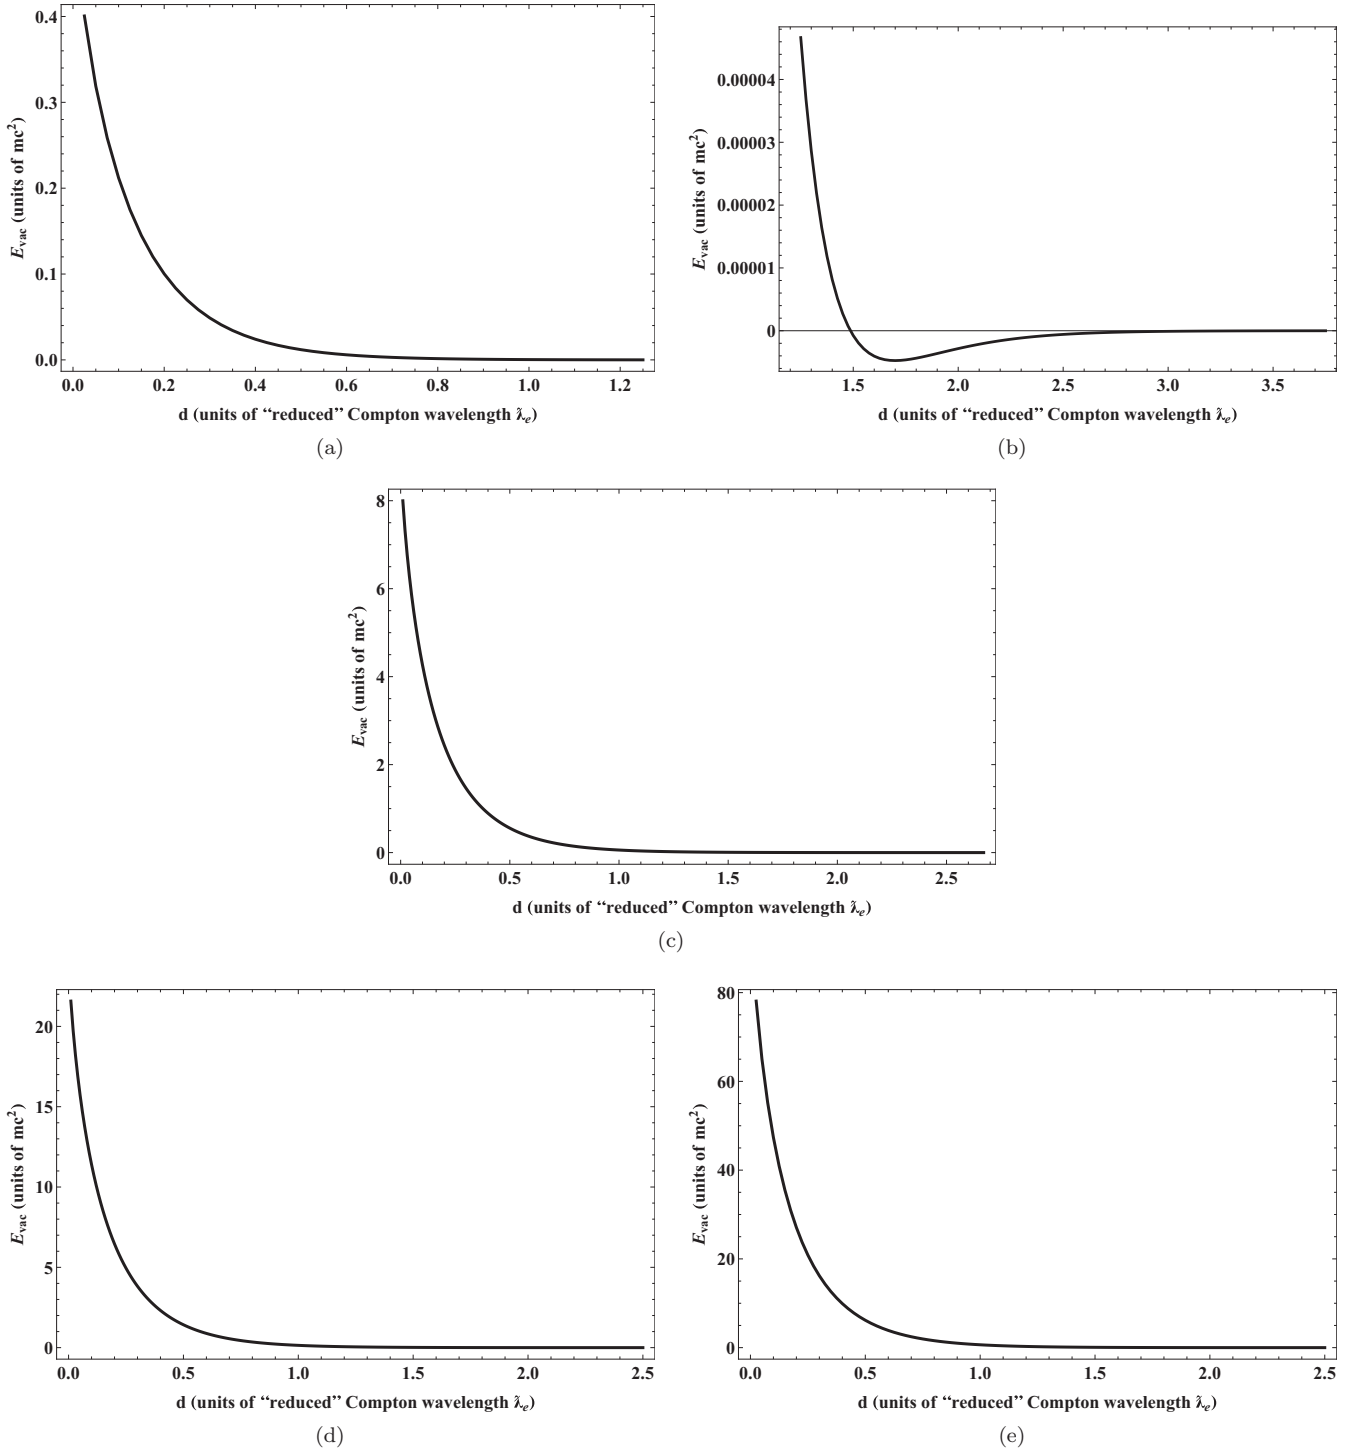 0.4
0.3
0.2
0.1
0.0
E_vac (units of mc²)
0.0 0.2 0.4 0.6 0.8 1.0 1.2
d (units of “reduced” Compton wavelength ƛ_e)
(a)
0.00004
0.00003
0.00002
0.00001
0
E_vac (units of mc²)
1.5 2.0 2.5 3.0 3.5
d (units of “reduced” Compton wavelength ƛ_e)
(b)
8
6
4
2
0
E_vac (units of mc²)
0.0 0.5 1.0 1.5 2.0 2.5
d (units of “reduced” Compton wavelength ƛ_e)
(c)
20
15
10
5
0
E_vac (units of mc²)
0.0 0.5 1.0 1.5 2.0 2.5
d (units of “reduced” Compton wavelength ƛ_e)
(d)
80
60
40
20
0
E_vac (units of mc²)
0.0 0.5 1.0 1.5 2.0 2.5
d (units of “reduced” Compton wavelength ƛ_e)
(e)